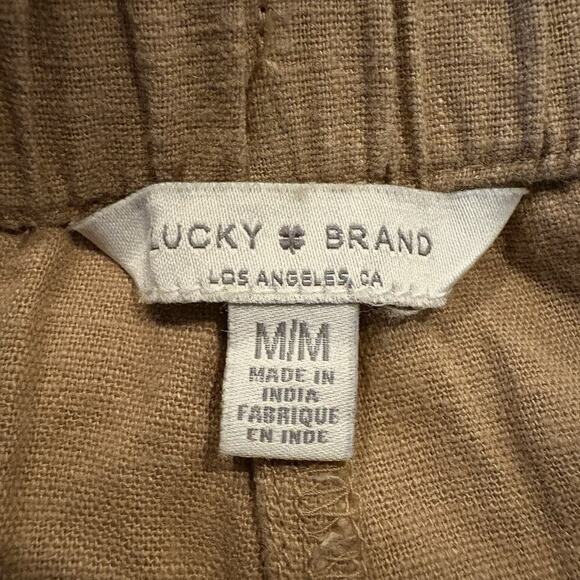 LUCKY BRAND
LOS ANGELES, CA
M/M
MADE IN
INDIA
FABRIQUE
EN INDE